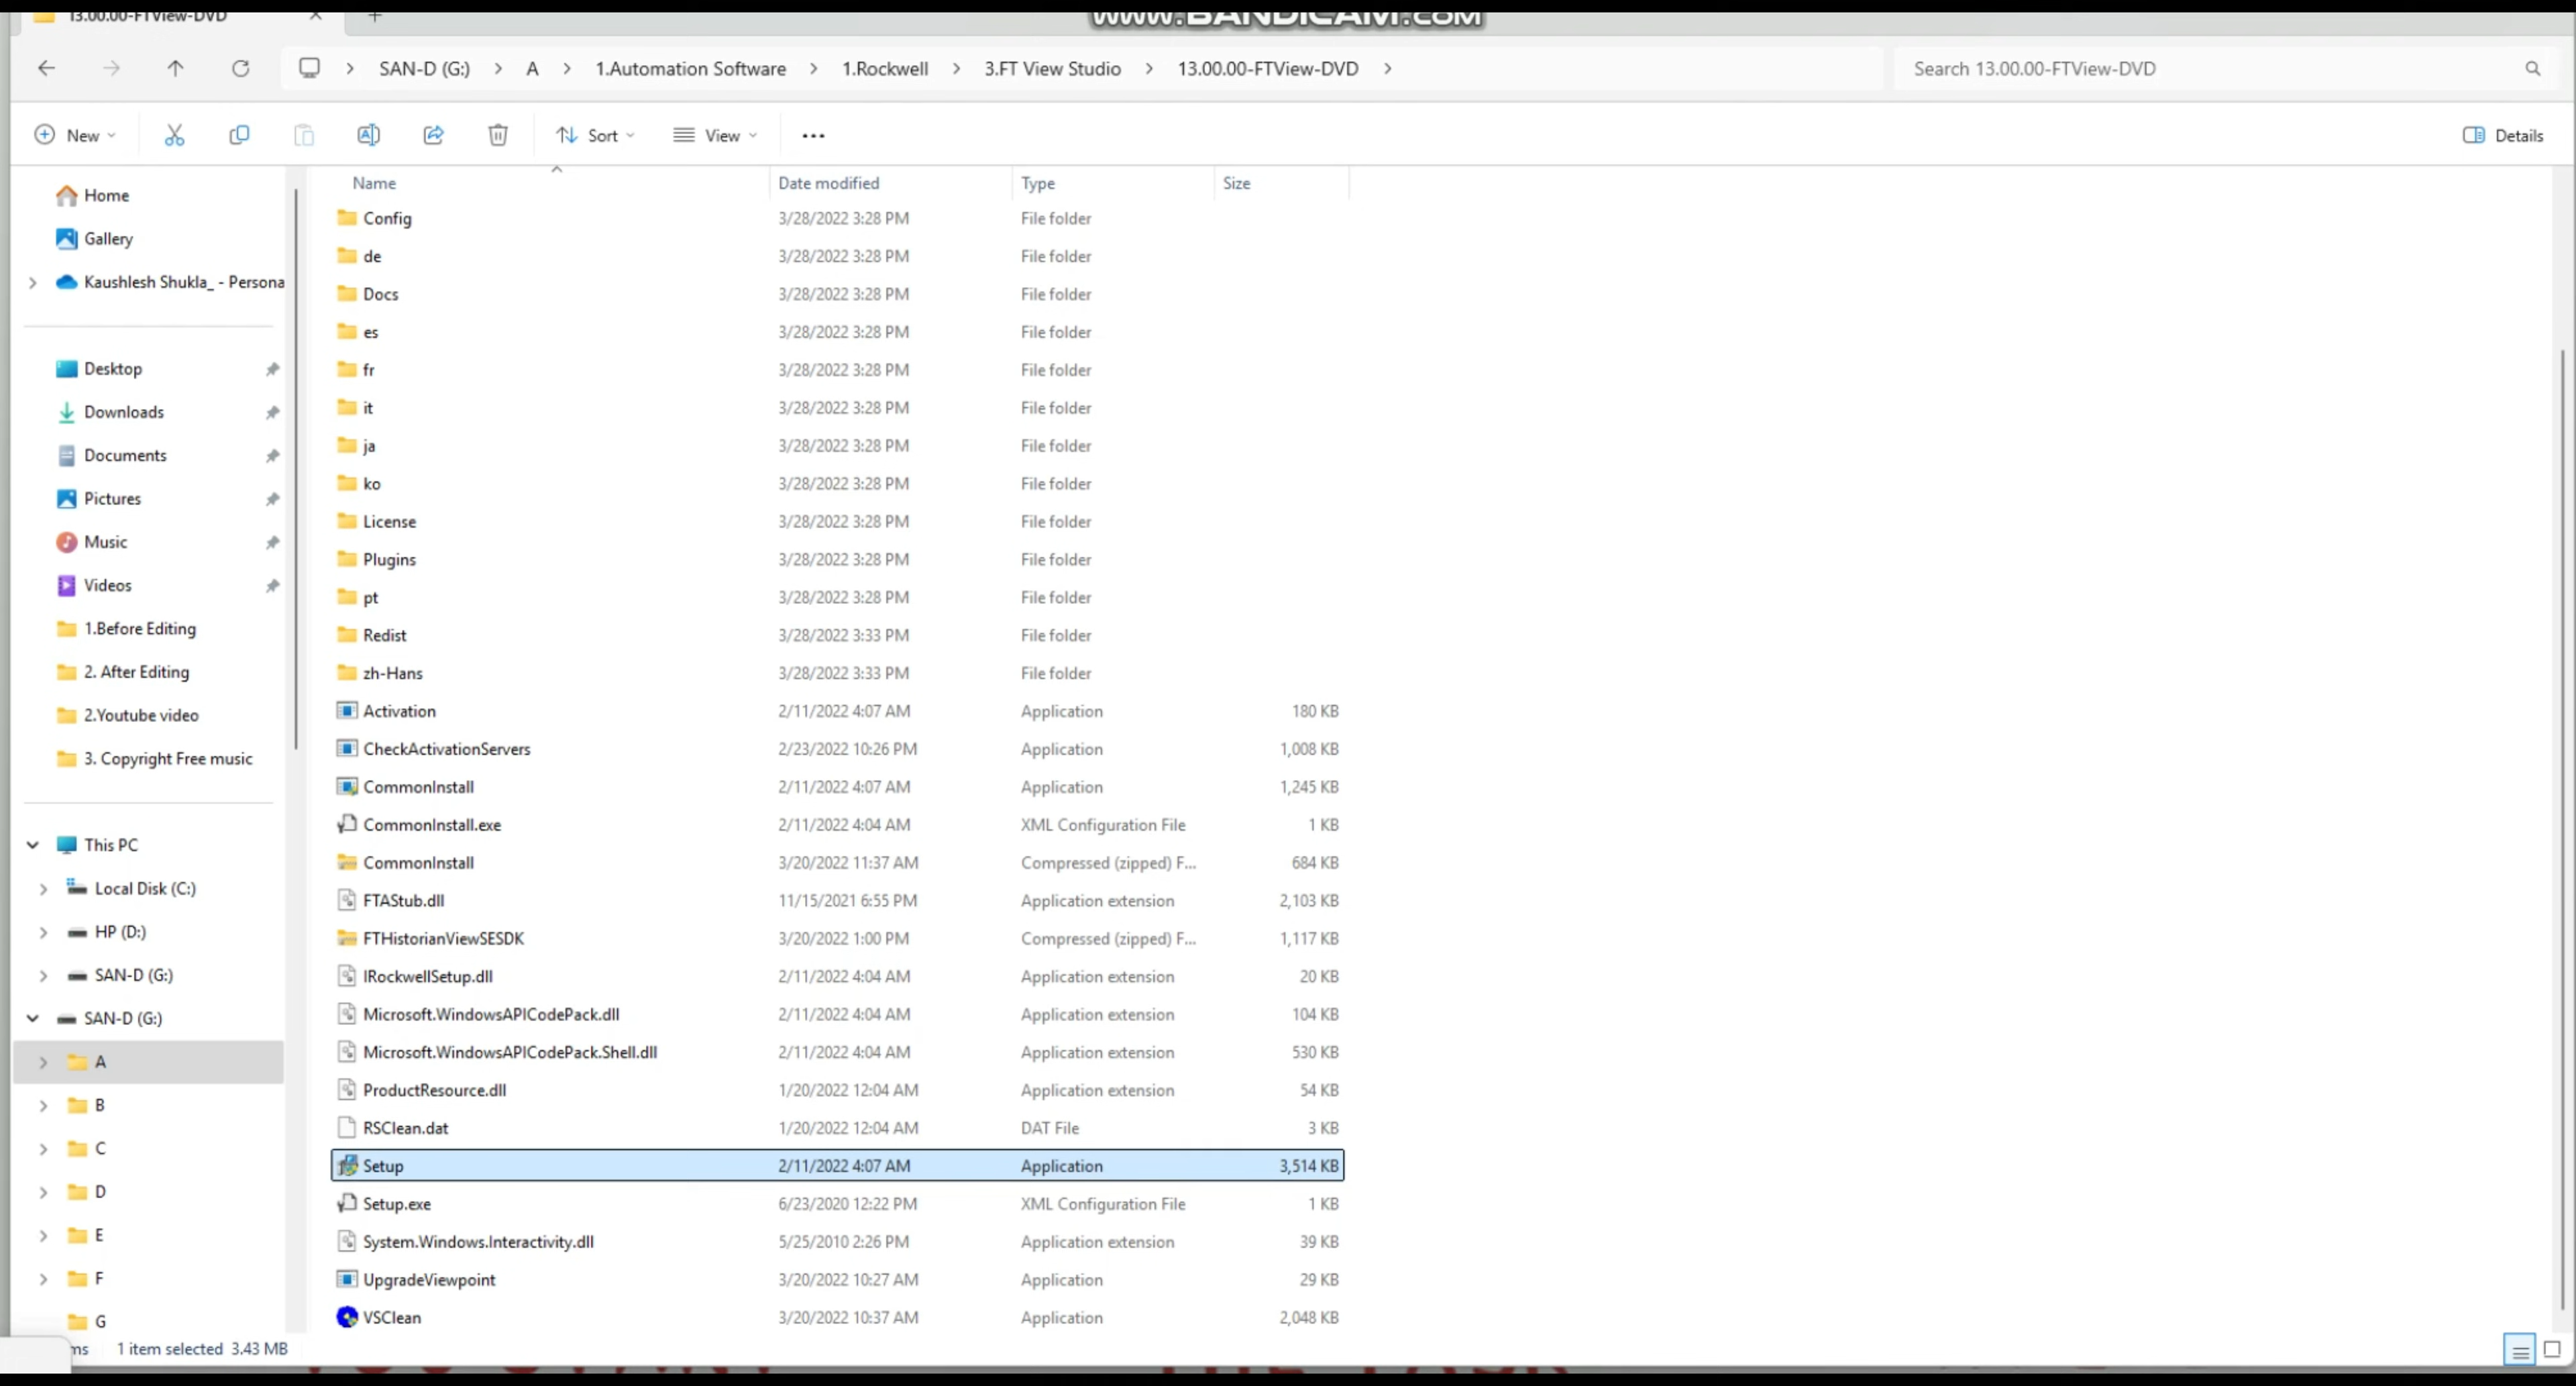 13.00.00-FTView-DVD
www.BANDICAM.com
SAN-D (G:) > A > 1.Automation Software > 1.Rockwell > 3.FT View Studio > 13.00.00-FTView-DVD >
Search 13.00.00-FTView-DVD
New
Sort
View
Details
Home
Gallery
Kaushlesh Shukla_ - Persona
Desktop
Downloads
Documents
Pictures
Music
Videos
1.Before Editing
2. After Editing
2.Youtube video
3. Copyright Free music
This PC
Local Disk (C:)
HP (D:)
SAN-D (G:)
SAN-D (G:)
A
B
C
D
E
F
G
Name Date modified Type Size
Config 3/28/2022 3:28 PM File folder
de 3/28/2022 3:28 PM File folder
Docs 3/28/2022 3:28 PM File folder
es 3/28/2022 3:28 PM File folder
fr 3/28/2022 3:28 PM File folder
it 3/28/2022 3:28 PM File folder
ja 3/28/2022 3:28 PM File folder
ko 3/28/2022 3:28 PM File folder
License 3/28/2022 3:28 PM File folder
Plugins 3/28/2022 3:28 PM File folder
pt 3/28/2022 3:28 PM File folder
Redist 3/28/2022 3:33 PM File folder
zh-Hans 3/28/2022 3:33 PM File folder
Activation 2/11/2022 4:07 AM Application 180 KB
CheckActivationServers 2/23/2022 10:26 PM Application 1,008 KB
CommonInstall 2/11/2022 4:07 AM Application 1,245 KB
CommonInstall.exe 2/11/2022 4:04 AM XML Configuration File 1 KB
CommonInstall 3/20/2022 11:37 AM Compressed (zipped) F... 684 KB
FTAStub.dll 11/15/2021 6:55 PM Application extension 2,103 KB
FTHistorianViewSESDK 3/20/2022 1:00 PM Compressed (zipped) F... 1,117 KB
IRockwellSetup.dll 2/11/2022 4:04 AM Application extension 20 KB
Microsoft.WindowsAPICodePack.dll 2/11/2022 4:04 AM Application extension 104 KB
Microsoft.WindowsAPICodePack.Shell.dll 2/11/2022 4:04 AM Application extension 530 KB
ProductResource.dll 1/20/2022 12:04 AM Application extension 54 KB
RSClean.dat 1/20/2022 12:04 AM DAT File 3 KB
Setup 2/11/2022 4:07 AM Application 3,514 KB
Setup.exe 6/23/2020 12:22 PM XML Configuration File 1 KB
System.Windows.Interactivity.dll 5/25/2010 2:26 PM Application extension 39 KB
UpgradeViewpoint 3/20/2022 10:27 AM Application 29 KB
VSClean 3/20/2022 10:37 AM Application 2,048 KB
ms 1 item selected 3.43 MB